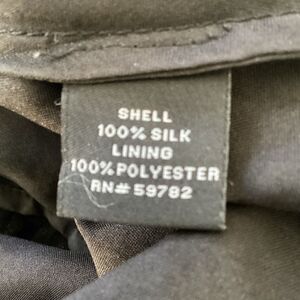 SHELL
100% SILK
LINING
100% POLYESTER
RN# 59782